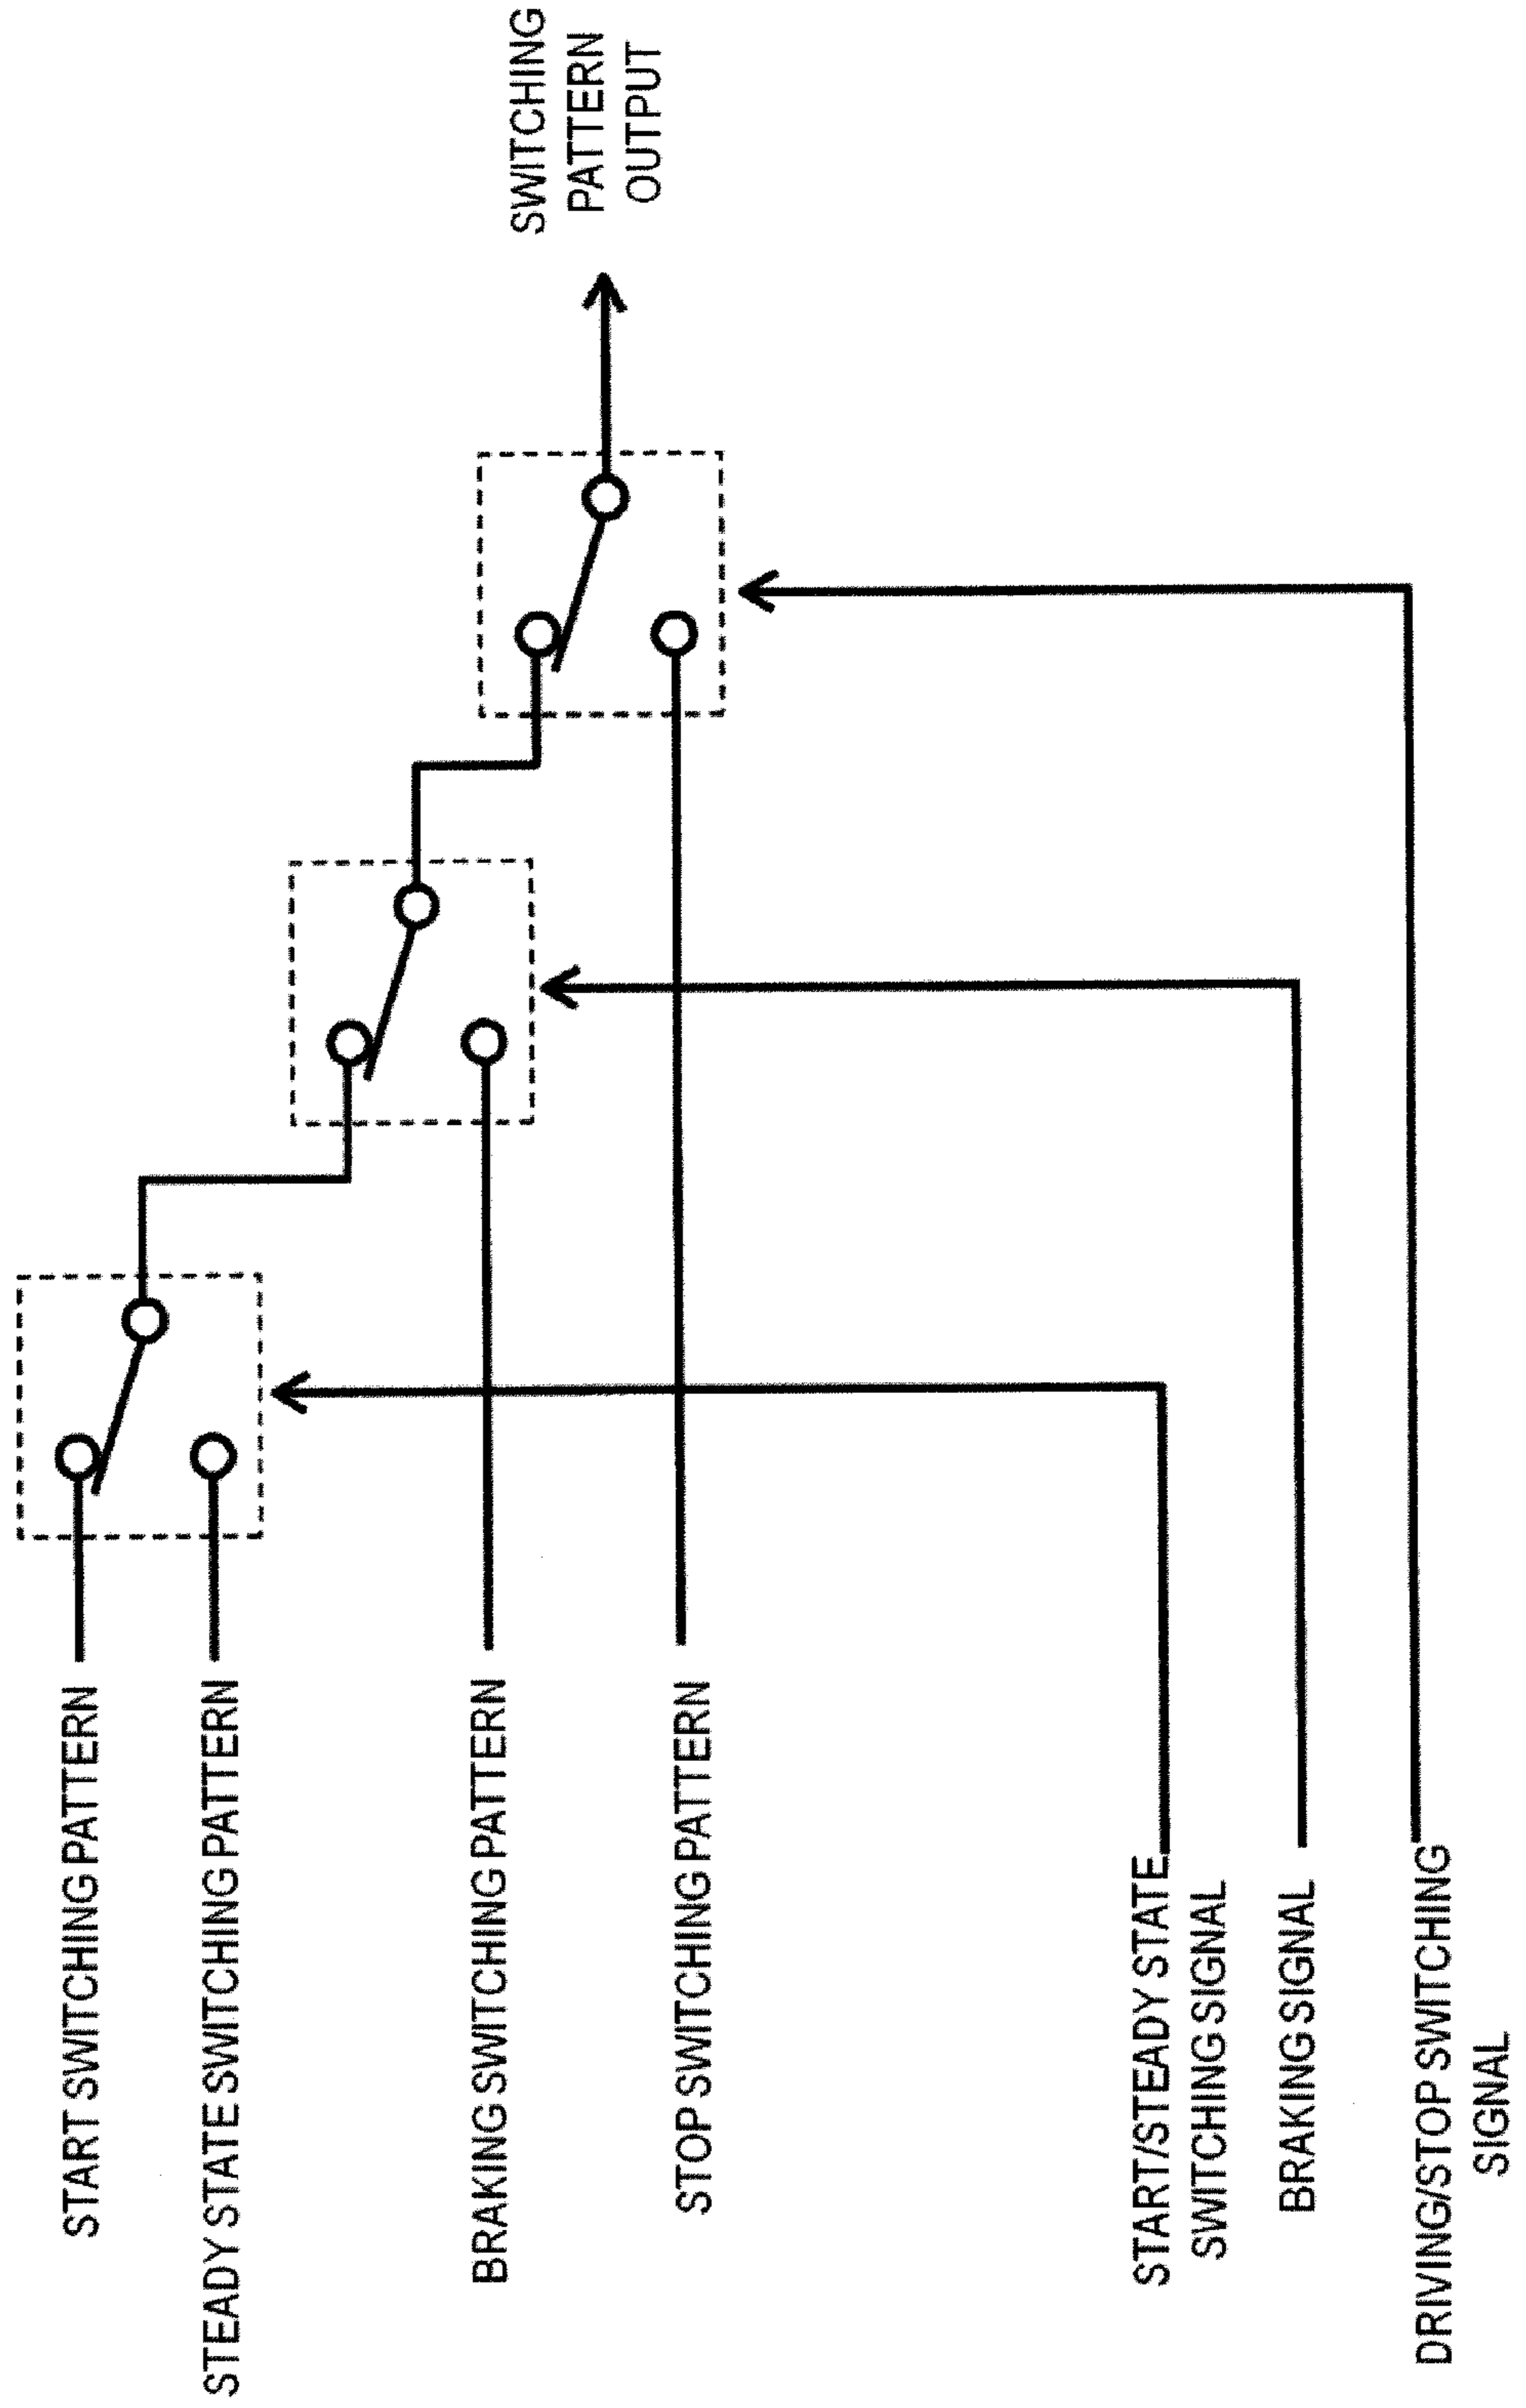 START SWITCHING PATTERN
STEADY STATE SWITCHING PATTERN
BRAKING SWITCHING PATTERN
STOP SWITCHING PATTERN
START/STEADY STATE
SWITCHING SIGNAL
BRAKING SIGNAL
DRIVING/STOP SWITCHING
SIGNAL
SWITCHING
PATTERN
OUTPUT